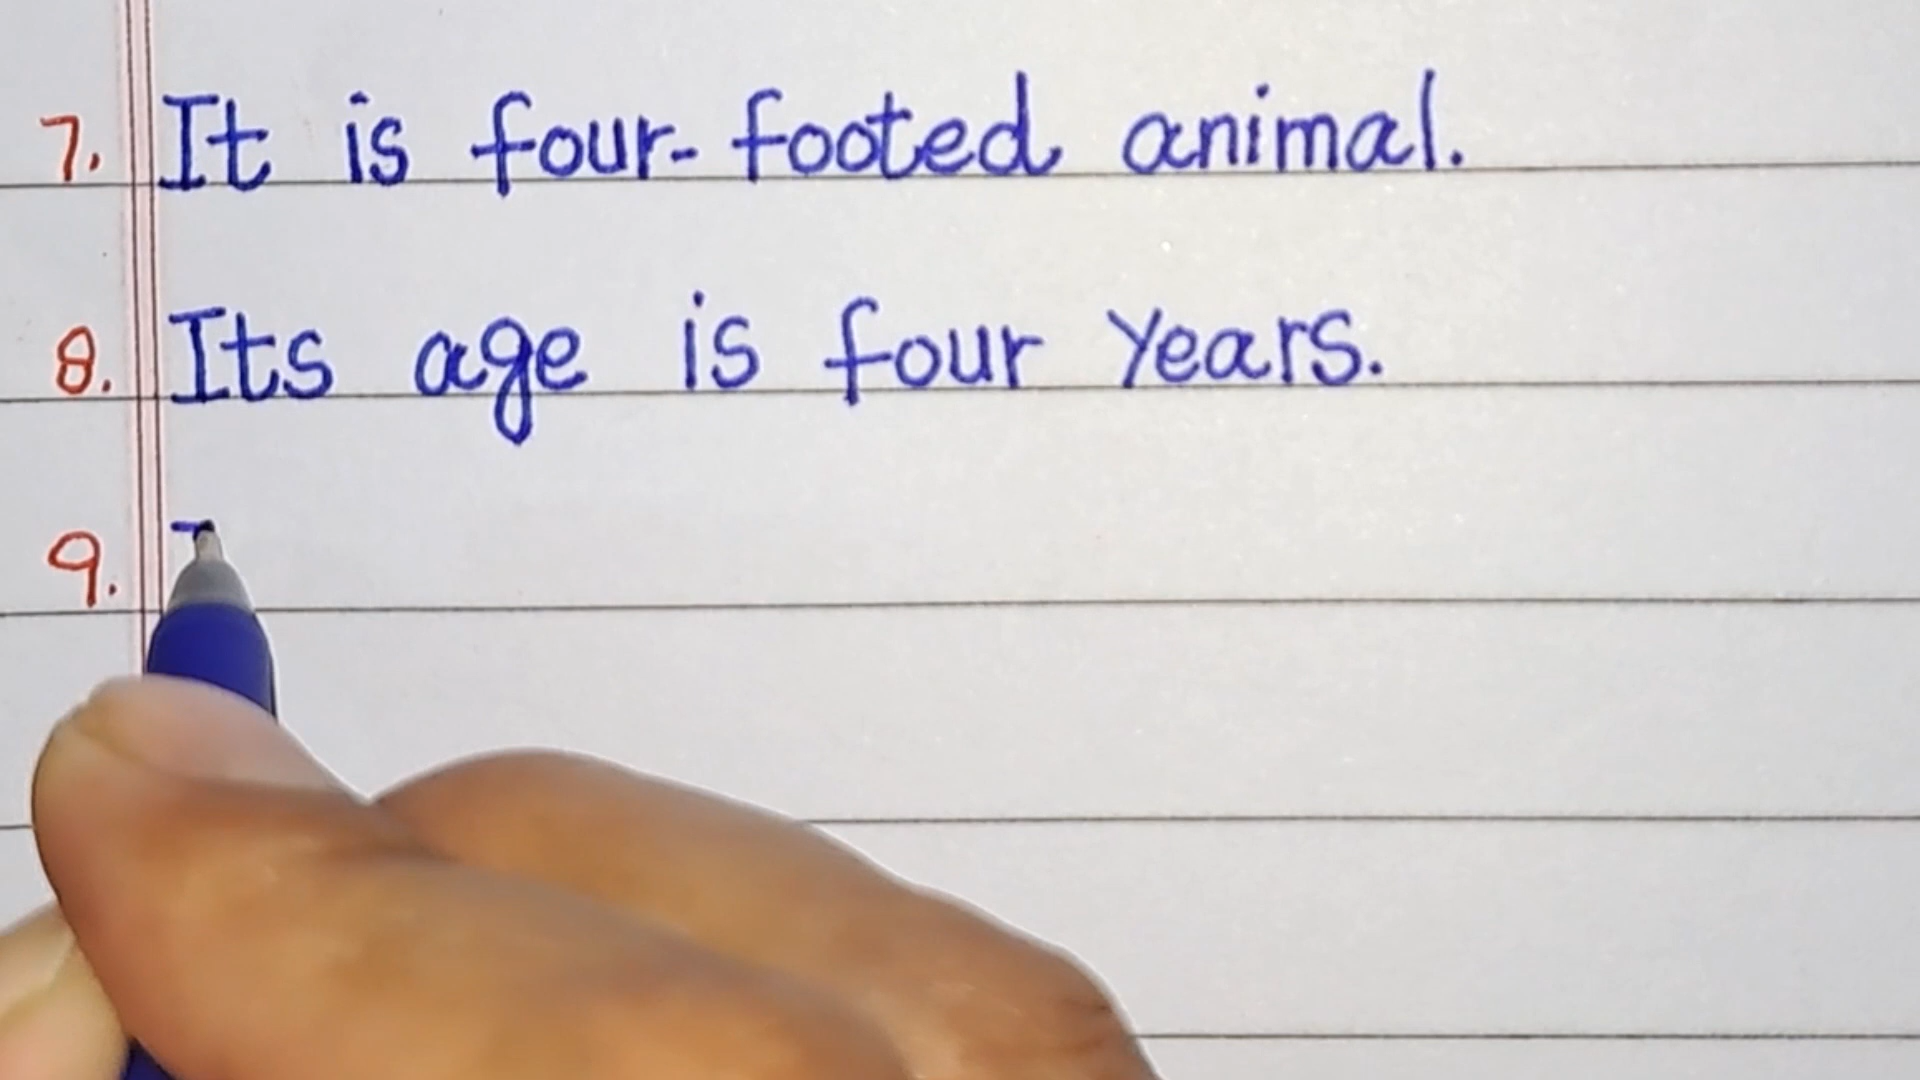 7. It is four-footed animal.
8. Its age is four years.
9.